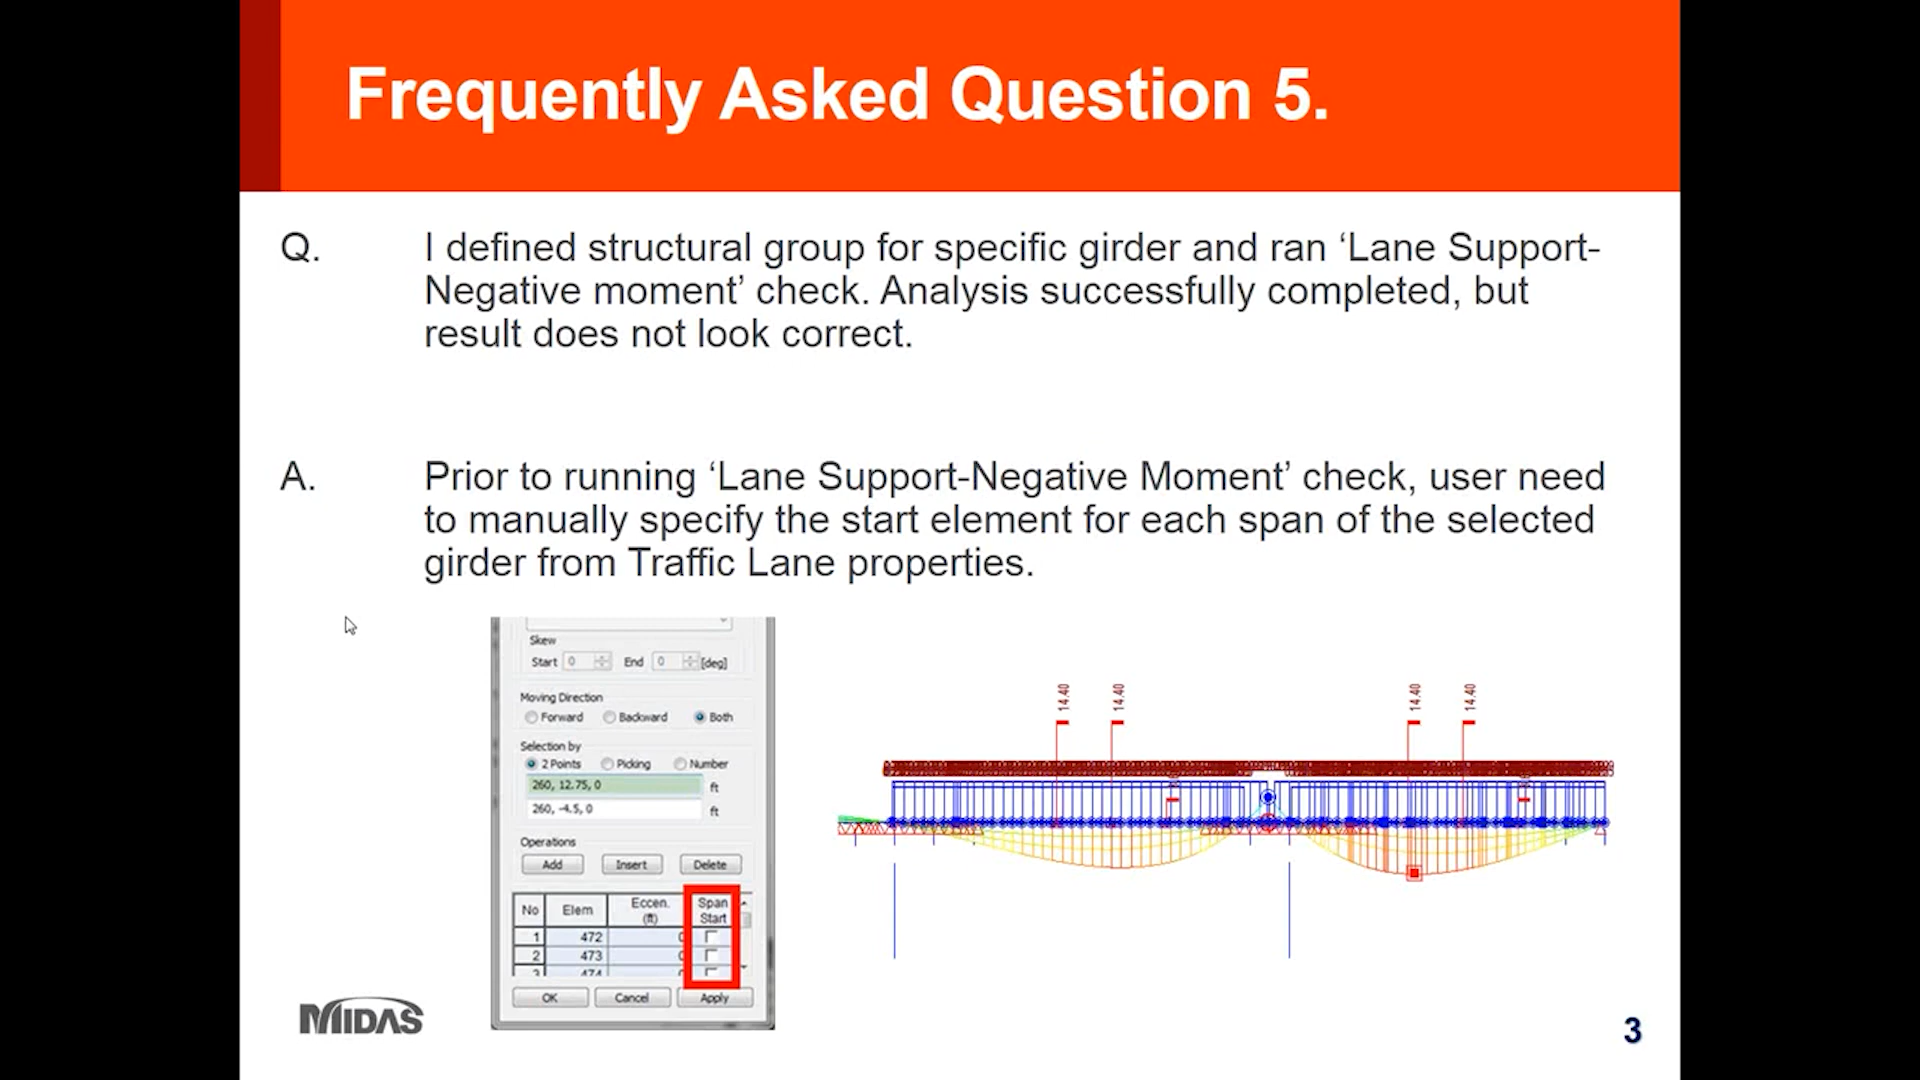 Frequently Asked Question 5.
Q. I defined structural group for specific girder and ran ‘Lane Support-
Negative moment’ check. Analysis successfully completed, but
result does not look correct.
A. Prior to running ‘Lane Support-Negative Moment’ check, user need
to manually specify the start element for each span of the selected
girder from Traffic Lane properties.
Skew
Start 0 End 0 [deg]
Moving Direction
Forward Backward Both
Selection by
2 Points Picking Number
260, 12.75, 0 ft
260, -4.5, 0 ft
Operations
Add Insert Delete
No Elem Eccen. (ft) Span Start
1 472 0
2 473 0
3 474 0
OK Cancel Apply
14.40 14.40 14.40 14.40
MIDAS
3